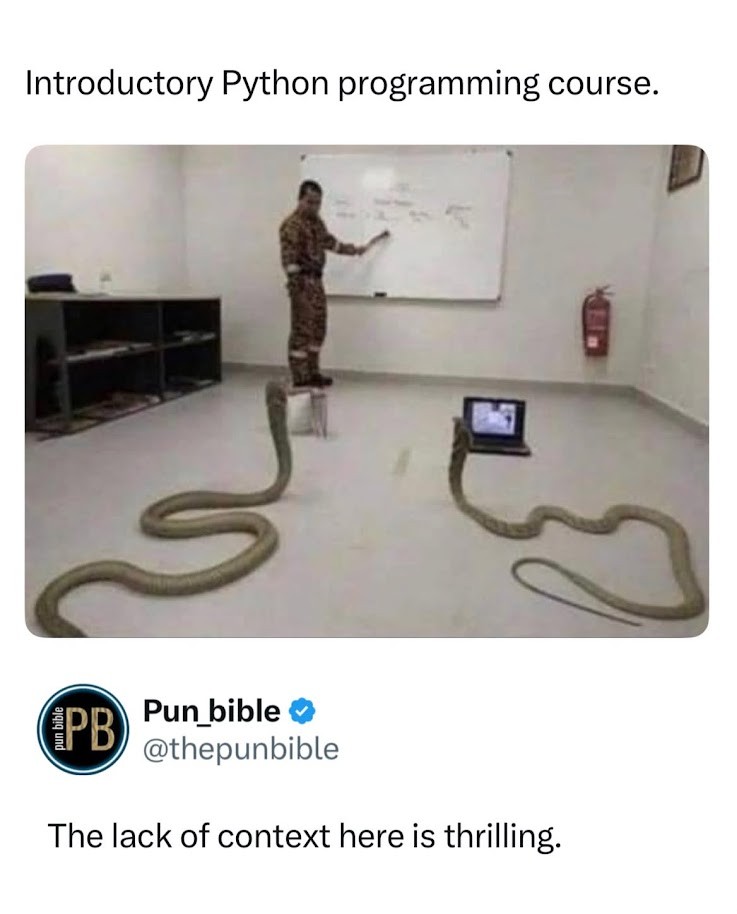 Introductory Python programming course.
pun bible
PB
Pun_bible
@thepunbible
The lack of context here is thrilling.